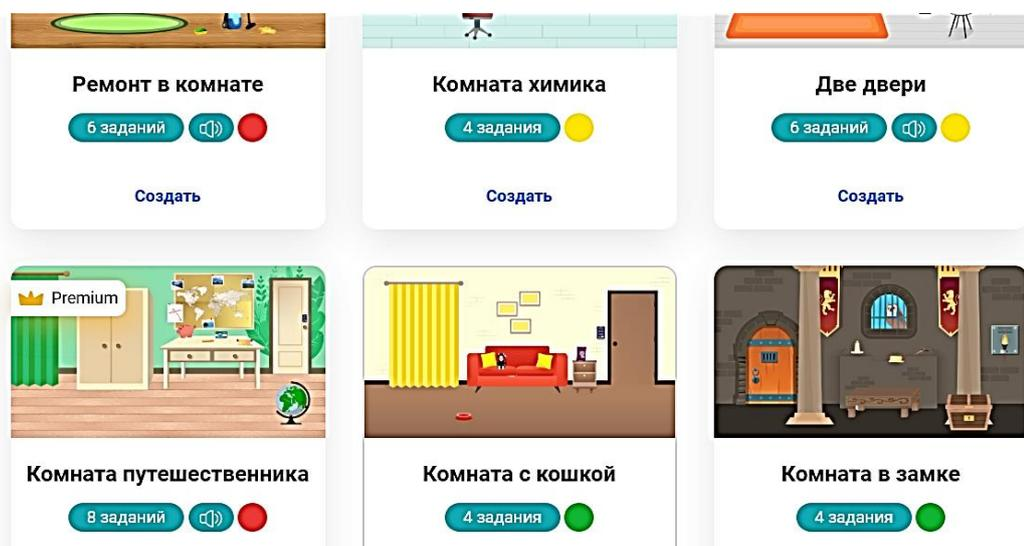 Ремонт в комнате
6 заданий
Создать
Комната химика
4 задания
Создать
Две двери
6 заданий
Создать
Premium
Комната путешественника
8 заданий
Комната с кошкой
4 задания
Комната в замке
4 задания